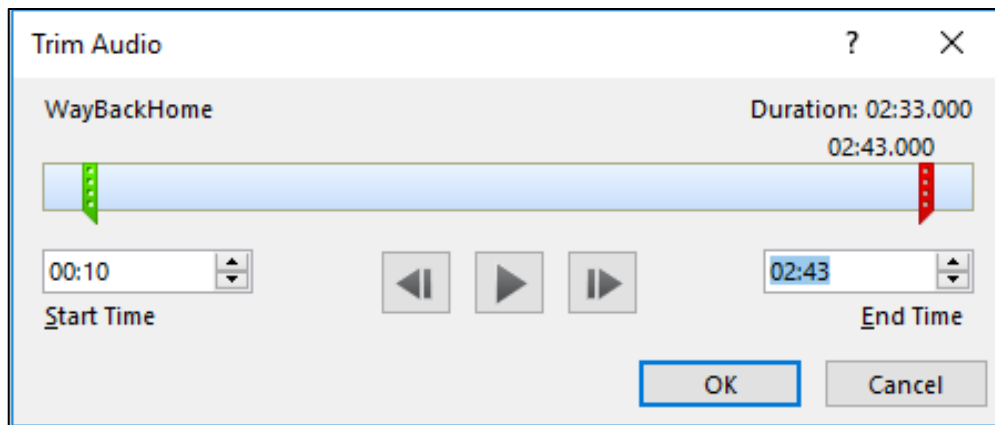 Trim Audio ?
WayBackHome Duration: 02:33.000
02:43.000
00:10 02:43
Start Time End Time
OK Cancel